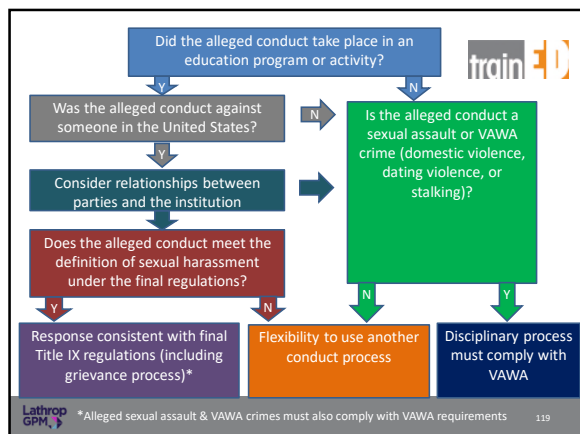 Did the alleged conduct take place in an
education program or activity?
trainED
Y
N
Was the alleged conduct against
someone in the United States?
N
Is the alleged conduct a
sexual assault or VAWA
crime (domestic violence,
dating violence, or
stalking)?
Y
Consider relationships between
parties and the institution
Does the alleged conduct meet the
definition of sexual harassment
under the final regulations?
Y
N
N
Y
Response consistent with final
Title IX regulations (including
grievance process)*
Flexibility to use another
conduct process
Disciplinary process
must comply with
VAWA
Lathrop
GPM
*Alleged sexual assault & VAWA crimes must also comply with VAWA requirements
119